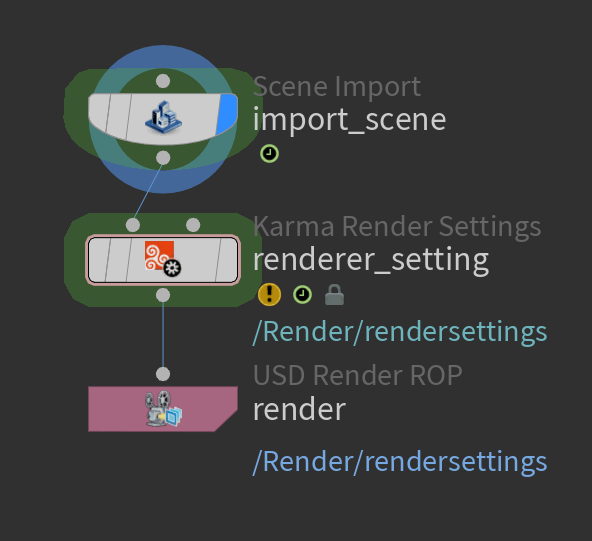 Scene Import
import_scene
Karma Render Settings
renderer_setting
/Render/rendersettings
USD Render ROP
render
/Render/rendersettings